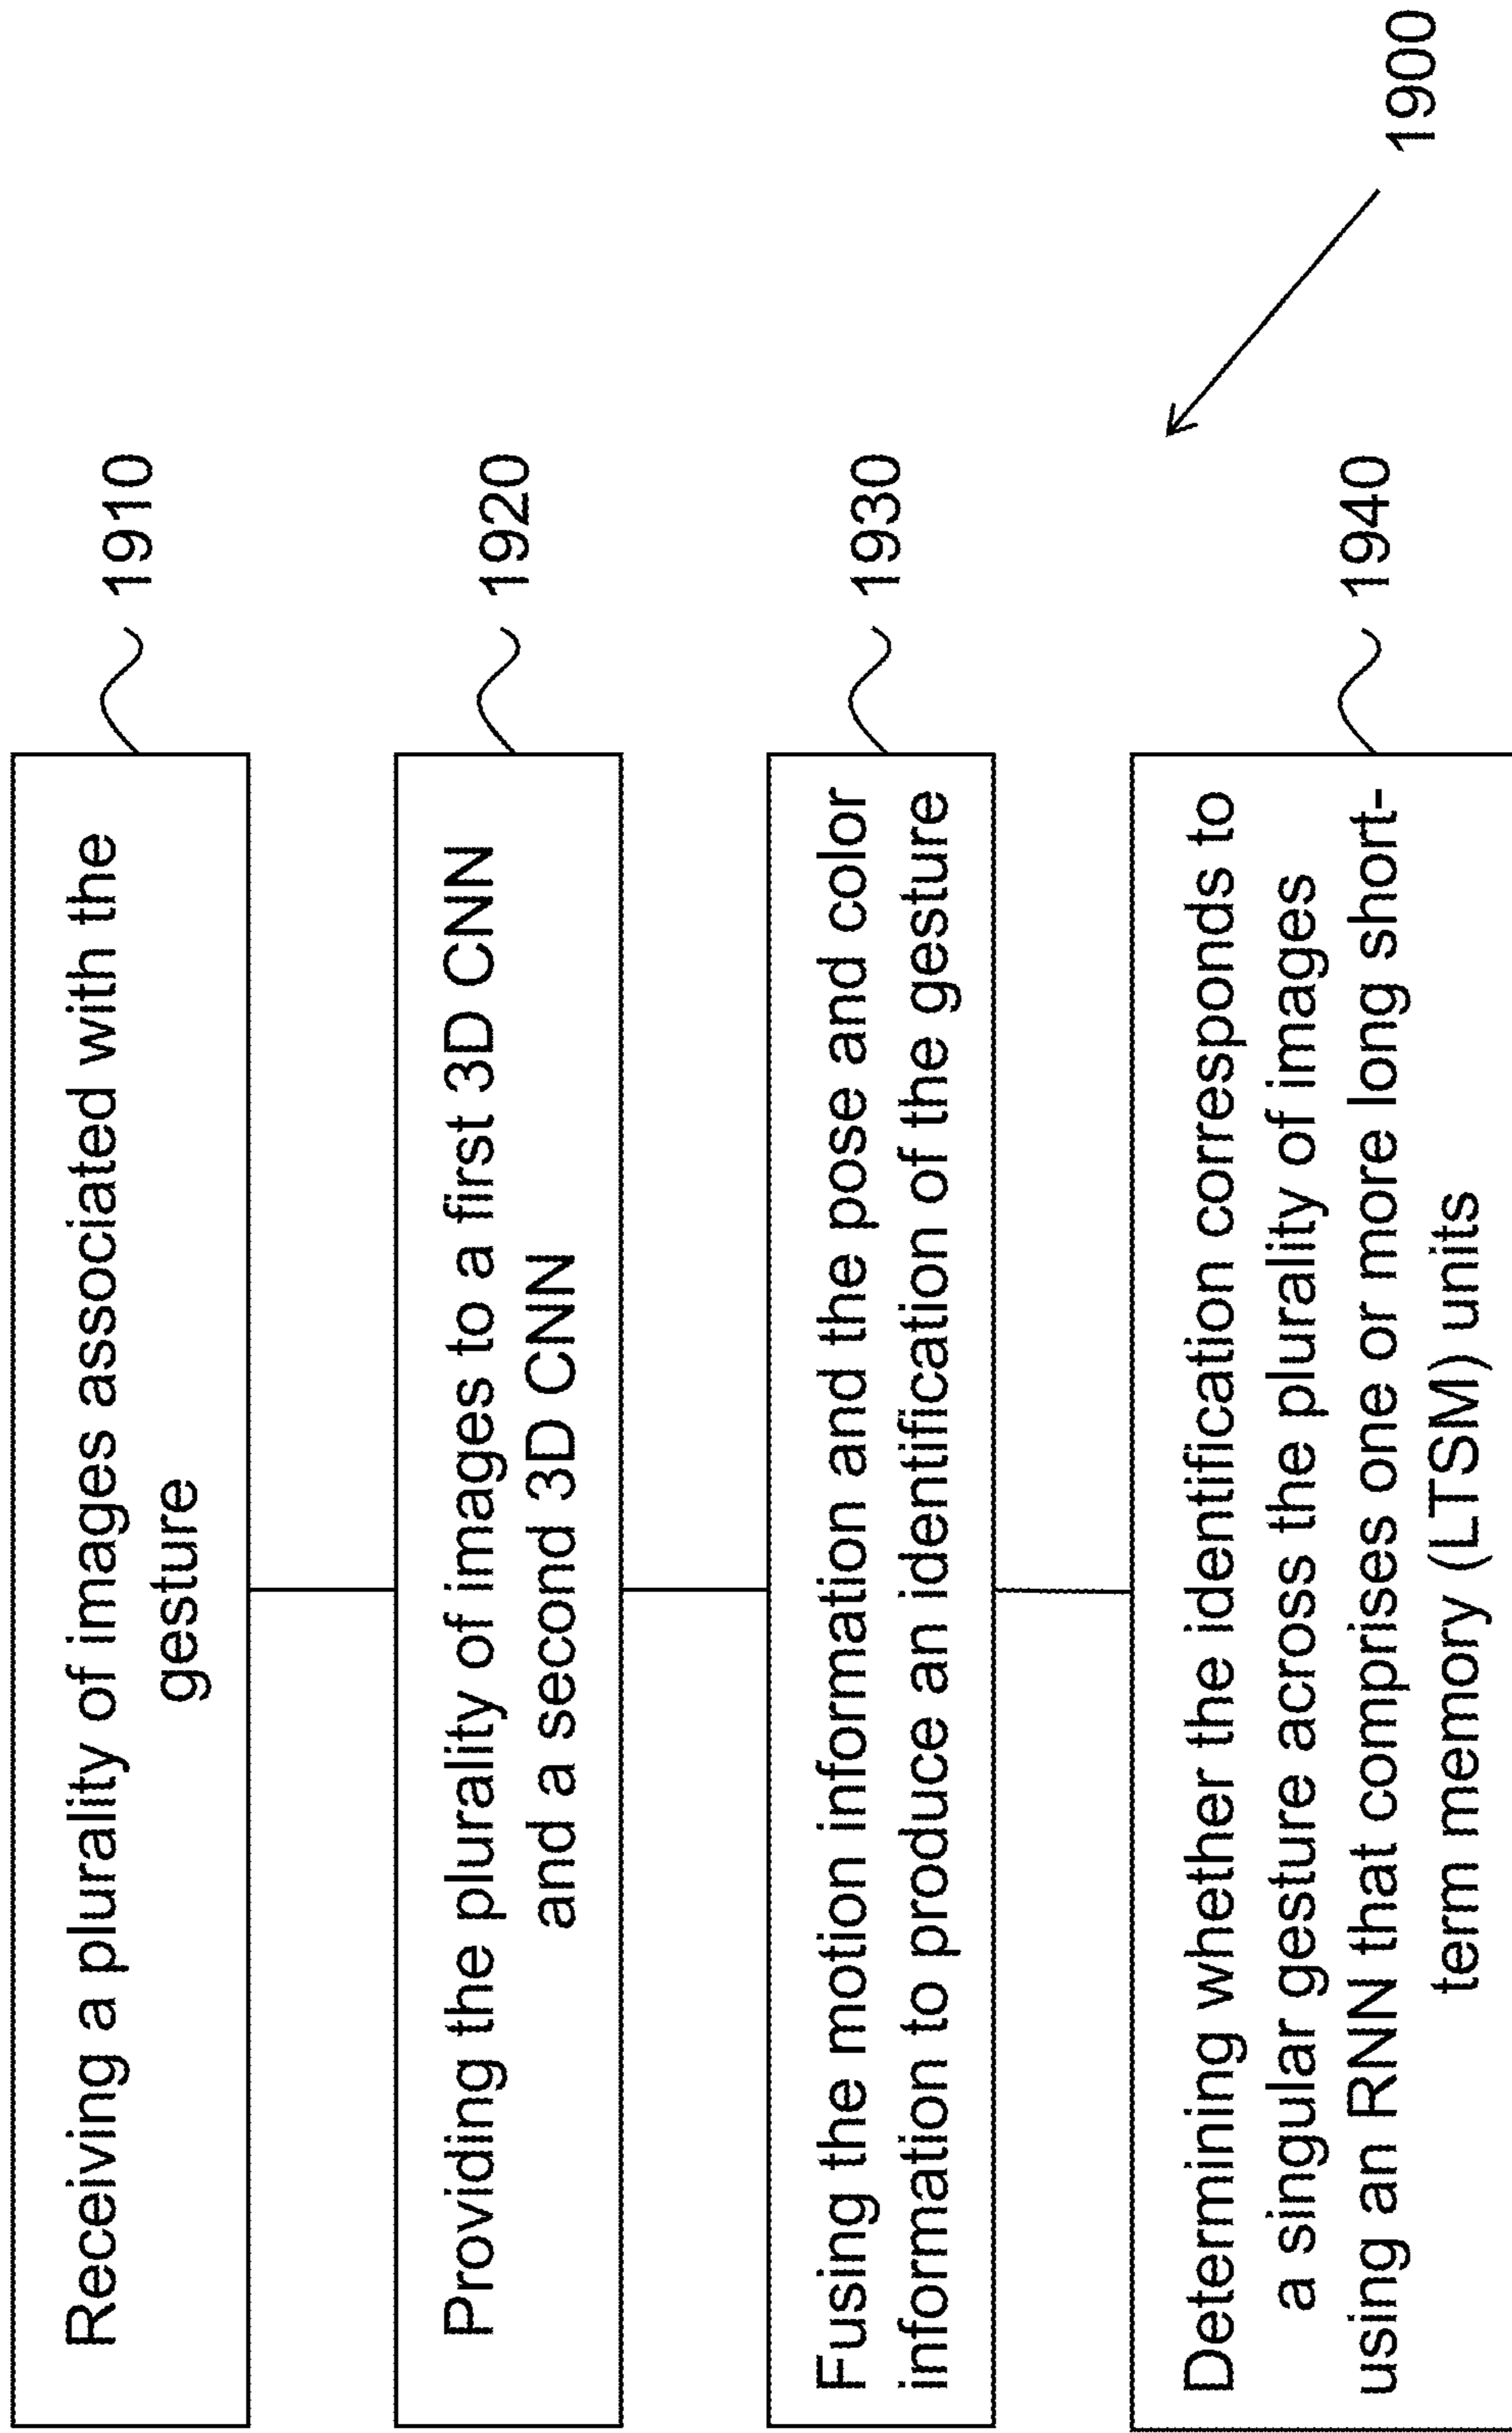 Receiving a plurality of images associated with the
gesture
1910
Providing the plurality of images to a first 3D CNN
and a second 3D CNN
1920
Fusing the motion information and the pose and color
information to produce an identification of the gesture
1930
Determining whether the identification corresponds to
a singular gesture across the plurality of images
using an RNN that comprises one or more long short-
term memory (LTSM) units
1940
1900